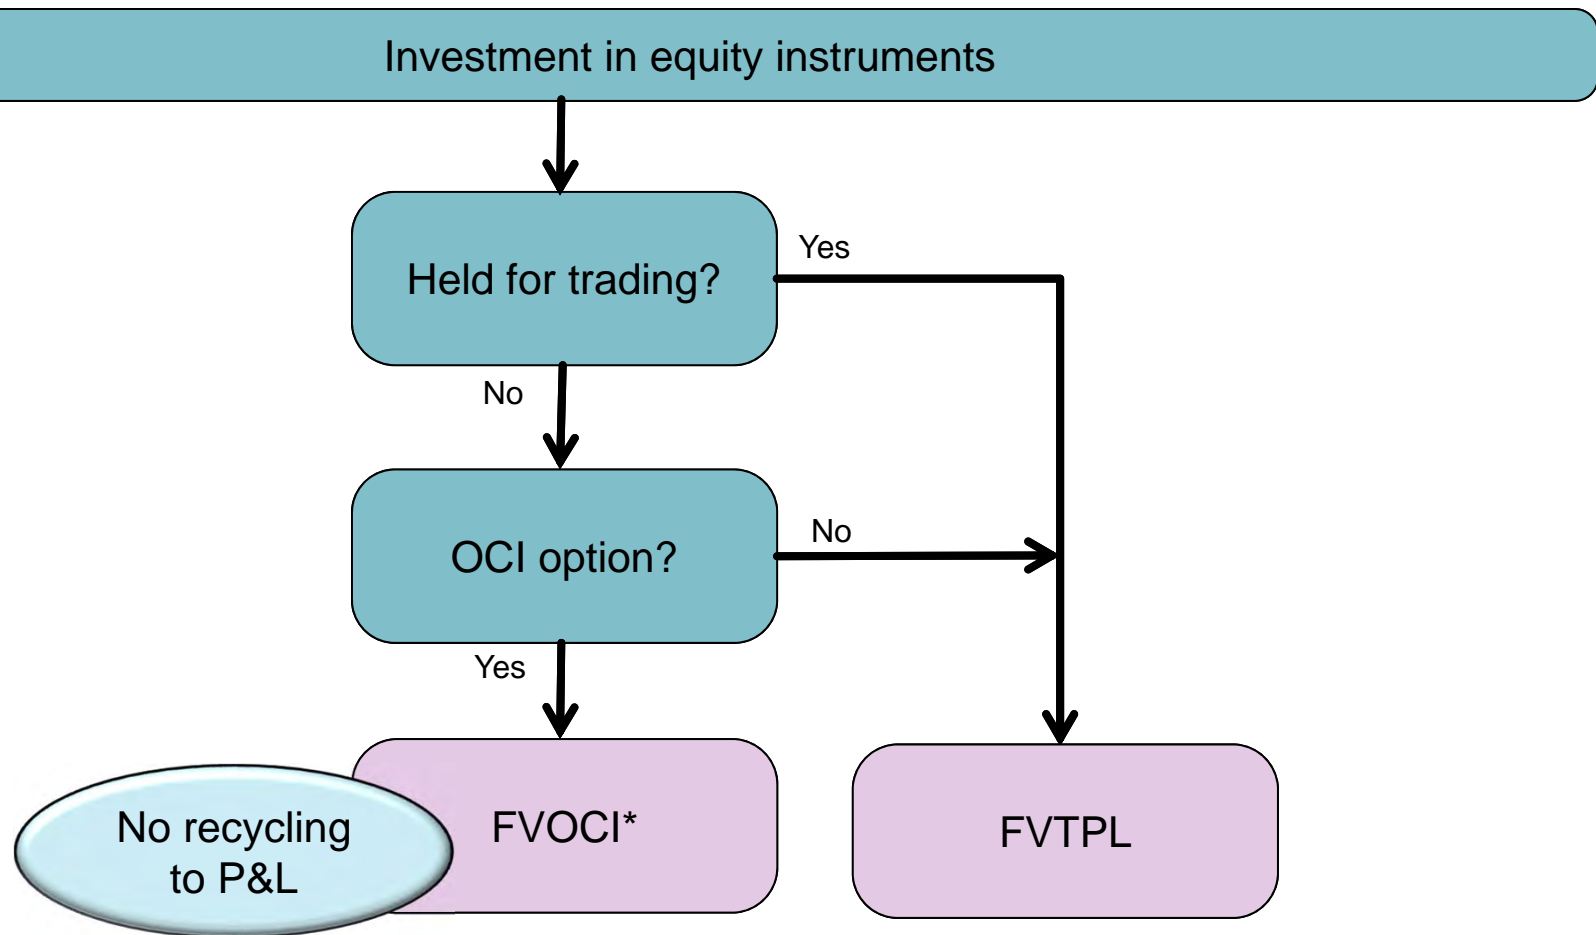 Investment in equity instruments
Held for trading?
Yes
No
OCI option?
No
Yes
No recycling
to P&L
FVOCI*
FVTPL